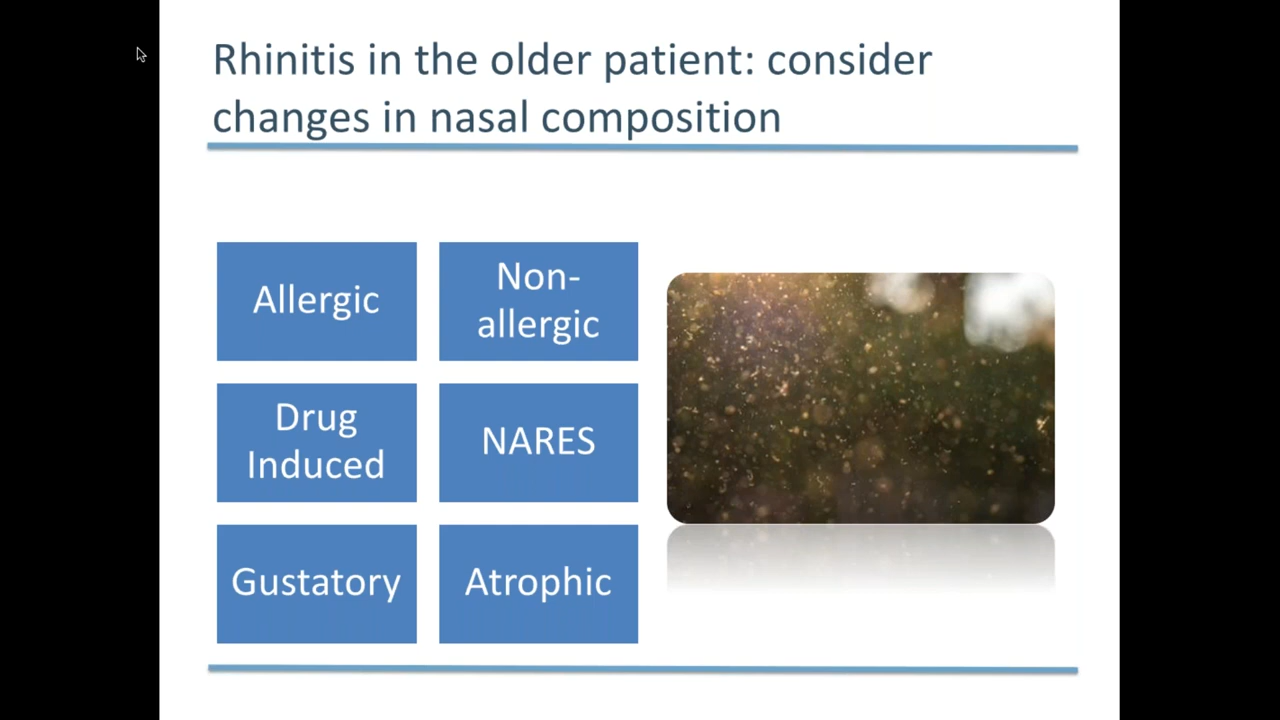 Rhinitis in the older patient: consider
changes in nasal composition
Allergic
Non-
allergic
Drug
Induced
NARES
Gustatory
Atrophic